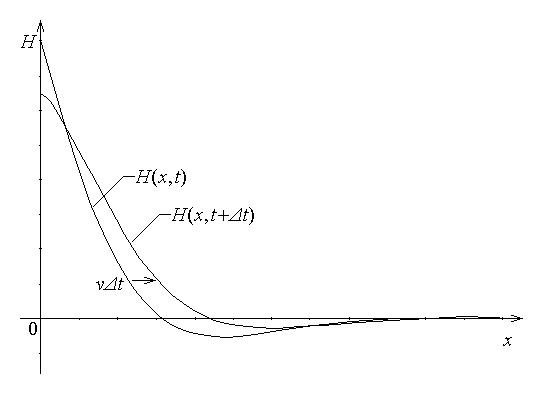 H
H(x,t)
H(x,t+Δt)
vΔt
0
x